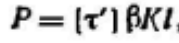 P = [τ′] βKl,